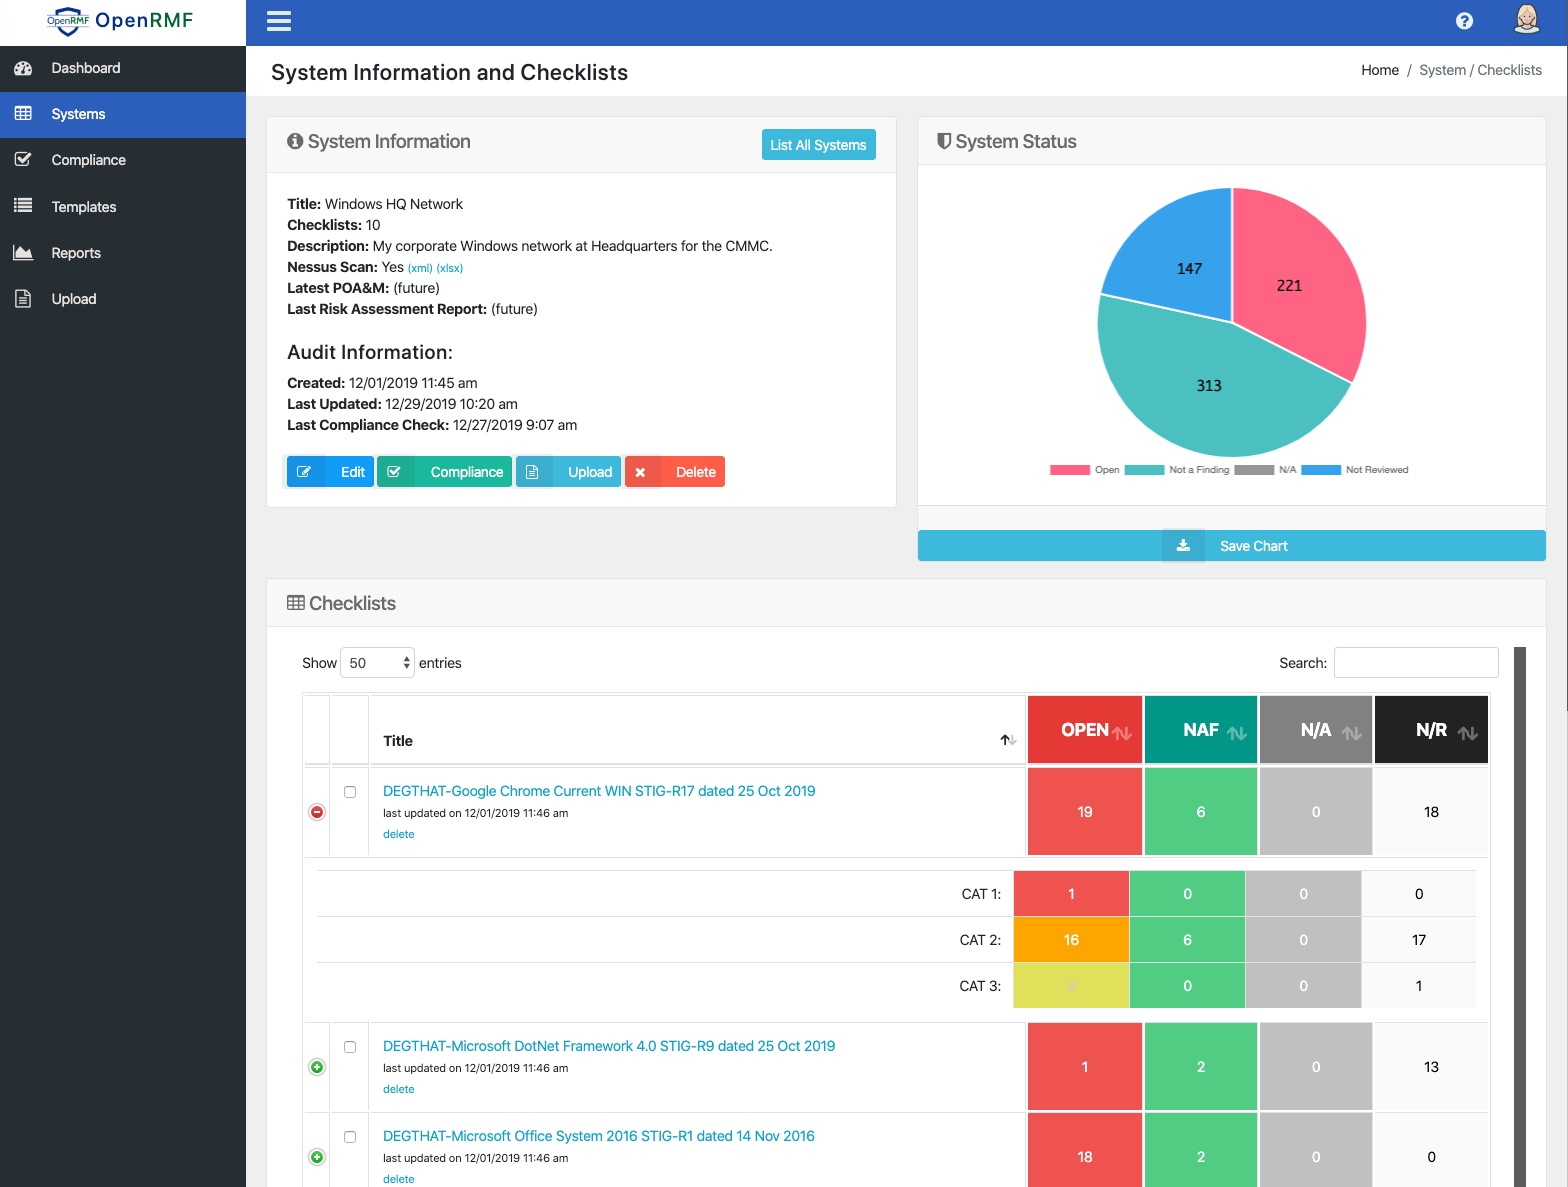 OpenRMF OpenRMF
Dashboard
Systems
Compliance
Templates
Reports
Upload
System Information and Checklists
Home / System / Checklists
System Information
List All Systems
Title: Windows HQ Network
Checklists: 10
Description: My corporate Windows network at Headquarters for the CMMC.
Nessus Scan: Yes (xml) (xlsx)
Latest POA&M: (future)
Last Risk Assessment Report: (future)
Audit Information:
Created: 12/01/2019 11:45 am
Last Updated: 12/29/2019 10:20 am
Last Compliance Check: 12/27/2019 9:07 am
Edit Compliance Upload Delete
System Status
147
221
313
Open Not a Finding N/A Not Reviewed
Save Chart
Checklists
Show 50 entries
Search:
Title OPEN NAF N/A N/R
DEGTHAT-Google Chrome Current WIN STIG-R17 dated 25 Oct 2019
last updated on 12/01/2019 11:46 am
delete
19 6 0 18
CAT 1: 1 0 0 0
CAT 2: 16 6 0 17
CAT 3: 2 0 0 1
DEGTHAT-Microsoft DotNet Framework 4.0 STIG-R9 dated 25 Oct 2019
last updated on 12/01/2019 11:46 am
delete
1 2 0 13
DEGTHAT-Microsoft Office System 2016 STIG-R1 dated 14 Nov 2016
last updated on 12/01/2019 11:46 am
delete
18 2 0 0